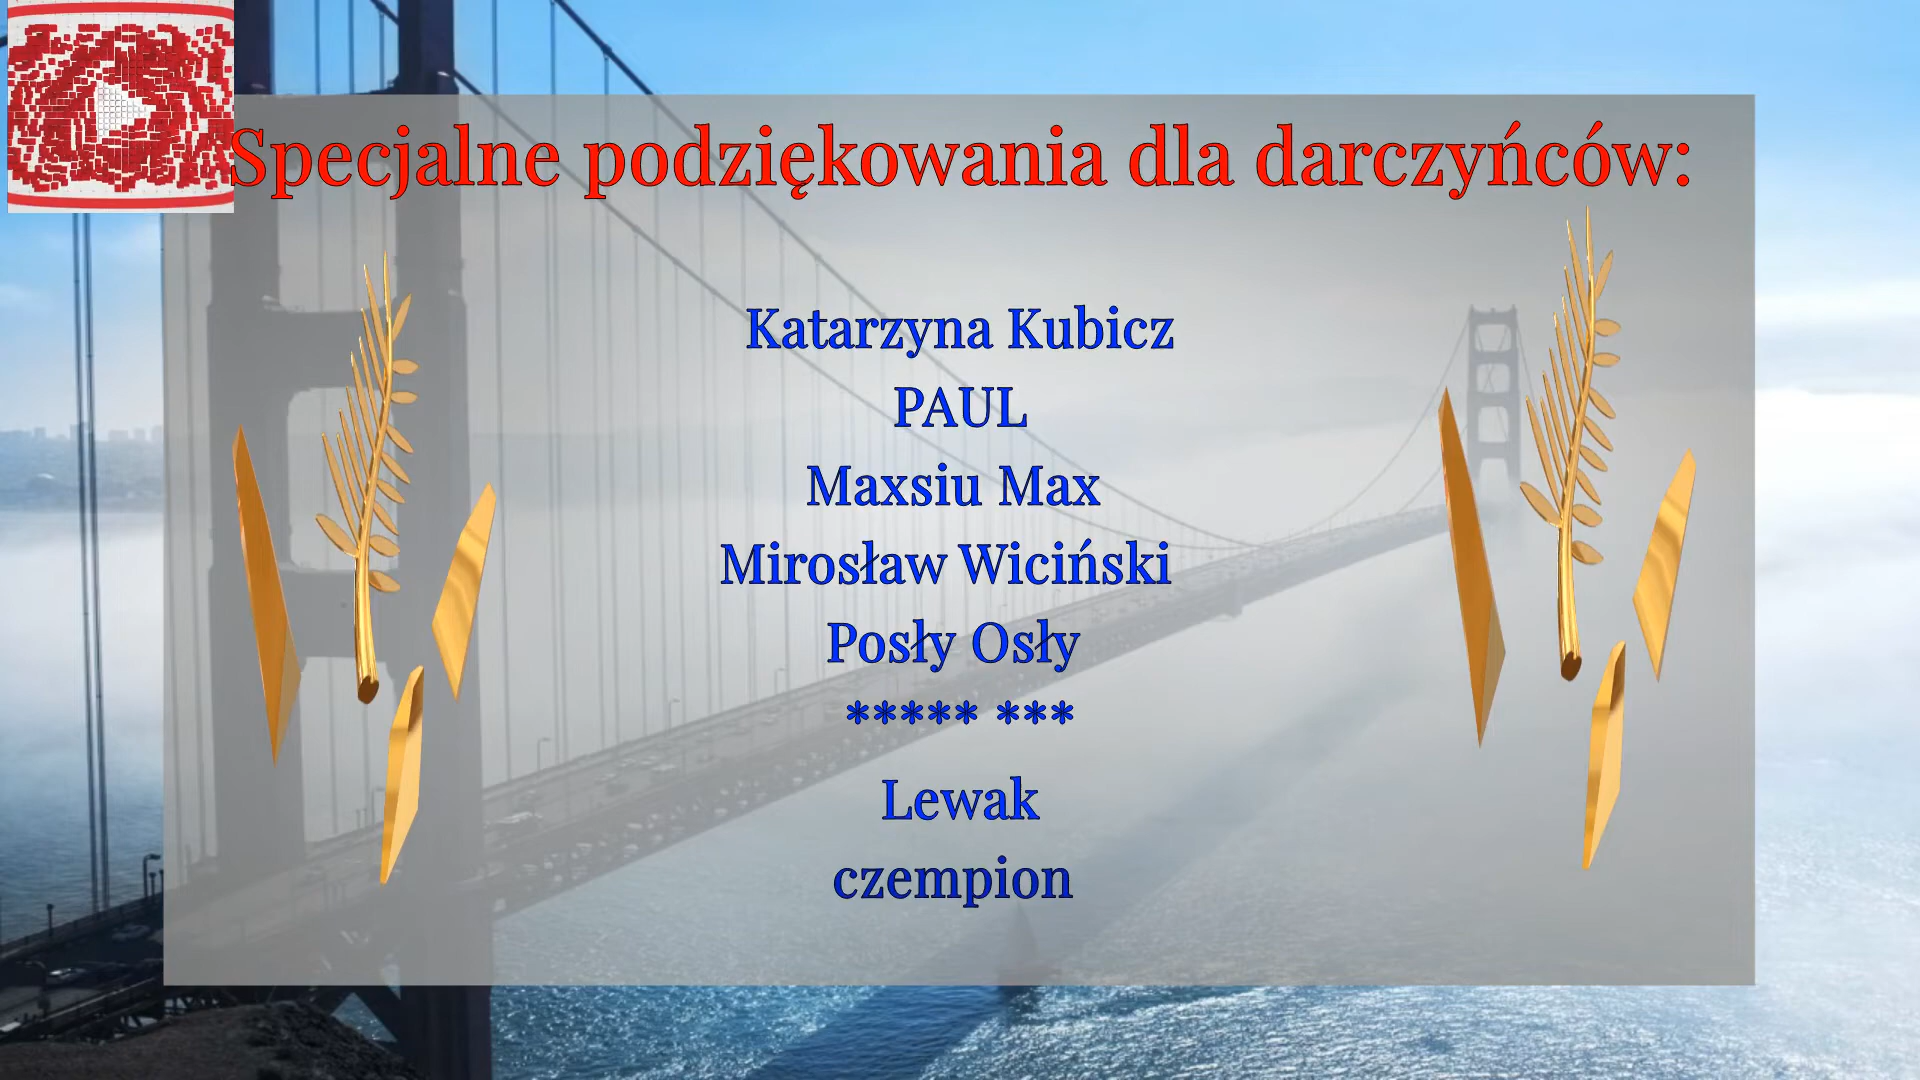 Specjalne podziękowania dla darczyńców:
Katarzyna Kubicz
PAUL
Maxsiu Max
Mirosław Wiciński
Posły Osły
***** ***
Lewak
czempion